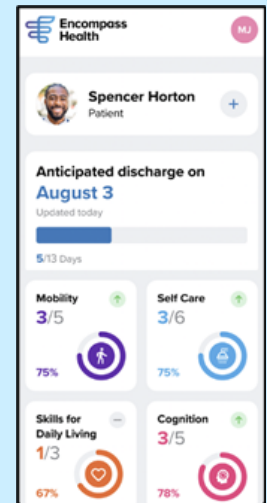 Encompass
Health
MJ
Spencer Horton
Patient
+
Anticipated discharge on
August 3
Updated today
5/13 Days
Mobility
3/5
75%
Self Care
3/6
75%
Skills for
Daily Living
1/3
67%
Cognition
3/5
78%